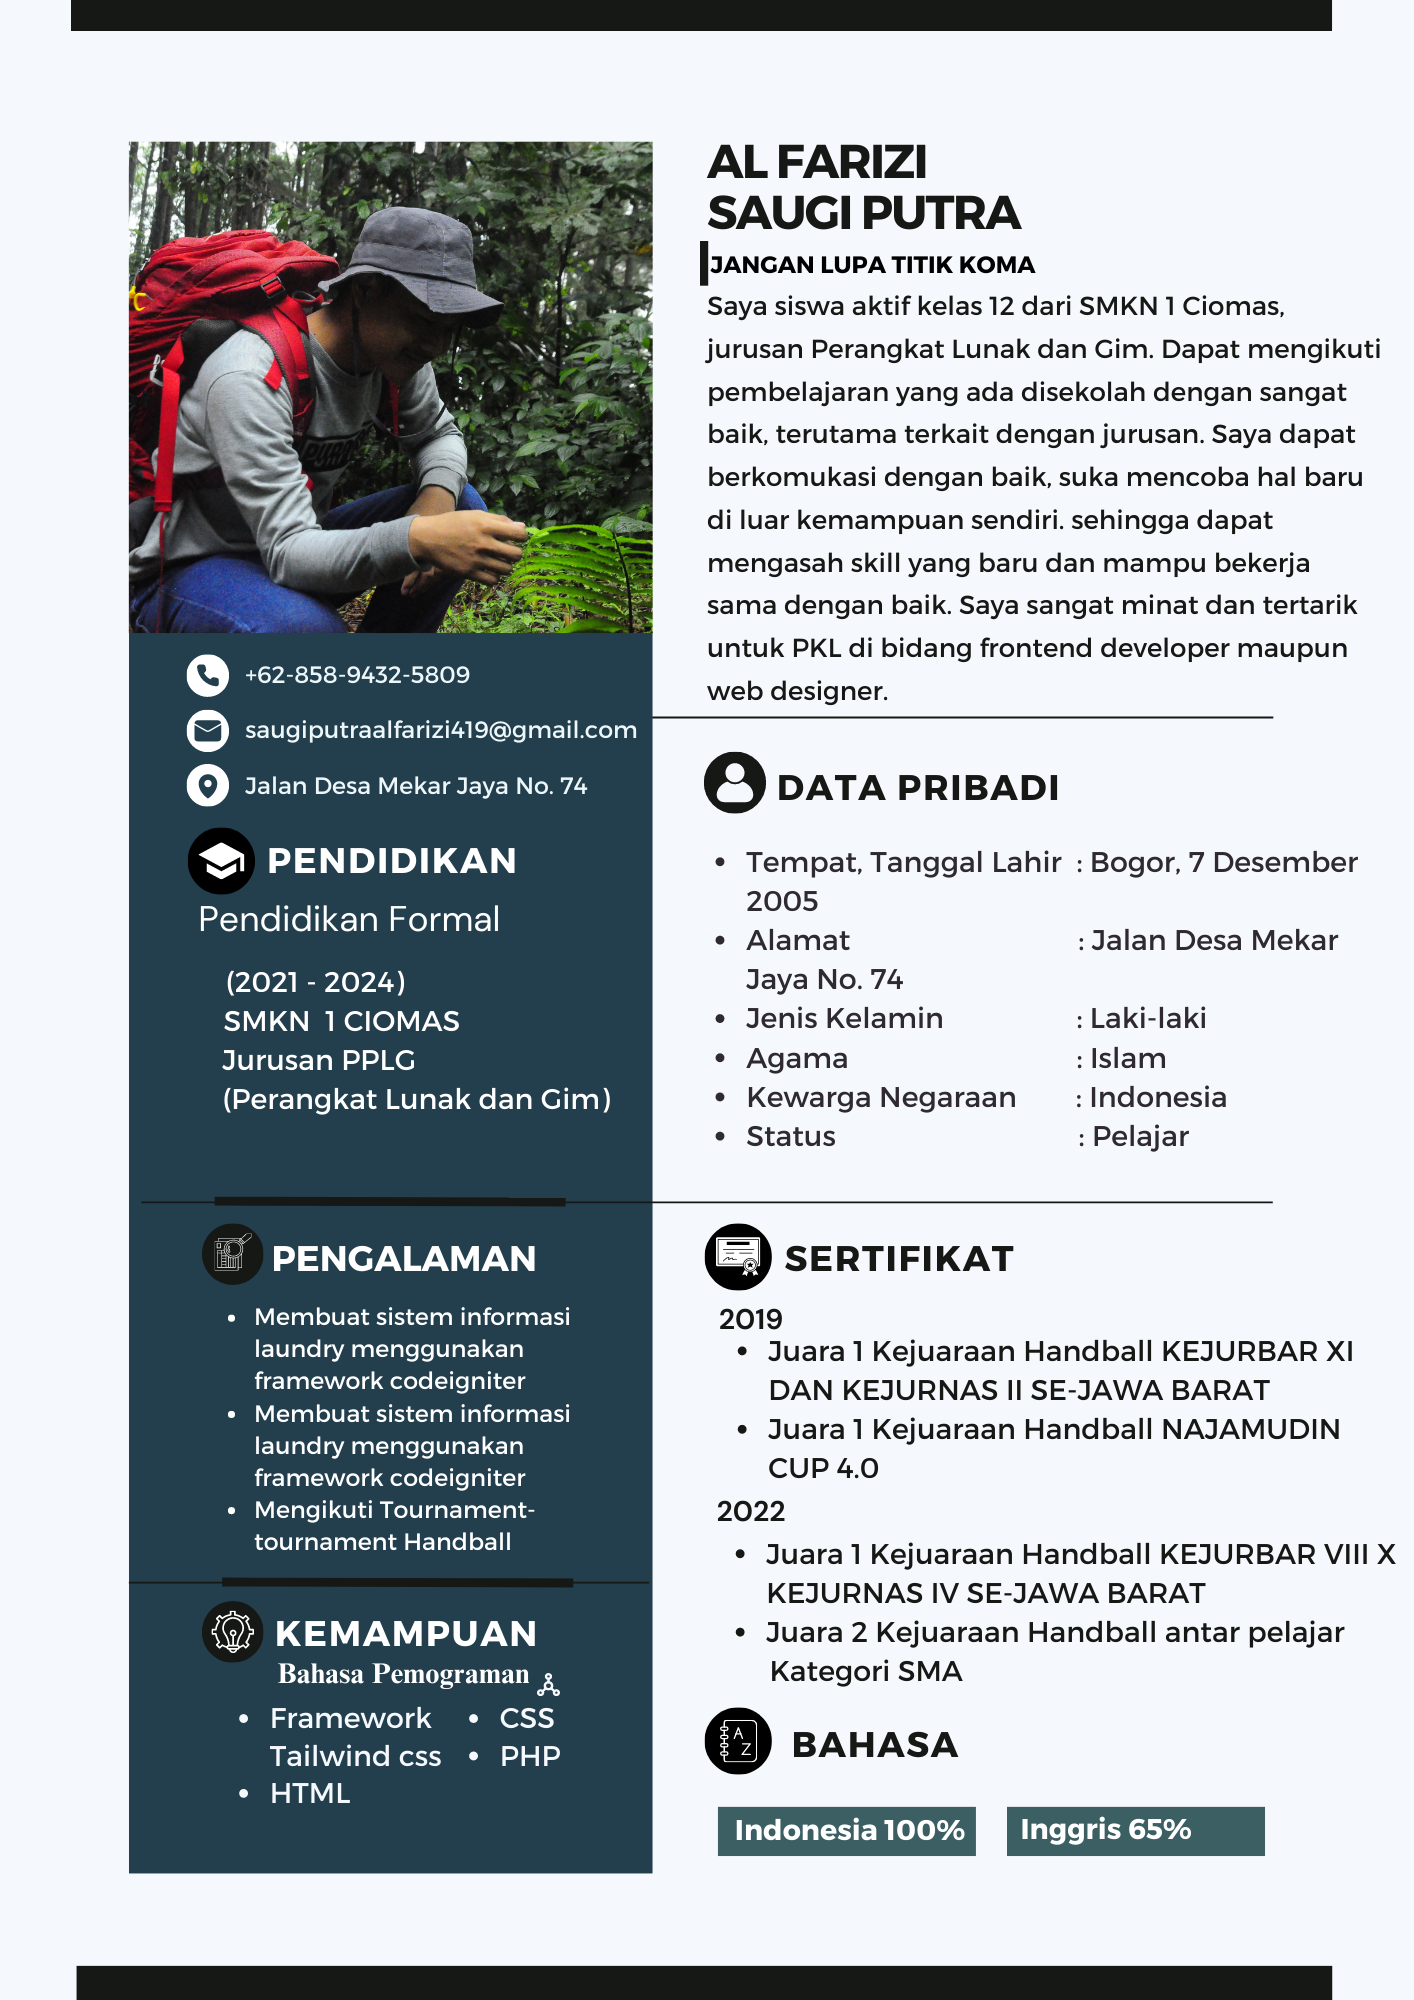 AL FARIZI
SAUGI PUTRA
JANGAN LUPA TITIK KOMA
Saya siswa aktif kelas 12 dari SMKN 1 Ciomas,
jurusan Perangkat Lunak dan Gim. Dapat mengikuti
pembelajaran yang ada disekolah dengan sangat
baik, terutama terkait dengan jurusan. Saya dapat
berkomukasi dengan baik, suka mencoba hal baru
di luar kemampuan sendiri. sehingga dapat
mengasah skill yang baru dan mampu bekerja
sama dengan baik. Saya sangat minat dan tertarik
untuk PKL di bidang frontend developer maupun
web designer.
+62-858-9432-5809
saugiputraalfarizi419@gmail.com
Jalan Desa Mekar Jaya No. 74
PENDIDIKAN
Pendidikan Formal
(2021 - 2024)
SMKN 1 CIOMAS
Jurusan PPLG
(Perangkat Lunak dan Gim)
DATA PRIBADI
• Tempat, Tanggal Lahir : Bogor, 7 Desember
2005
• Alamat : Jalan Desa Mekar
Jaya No. 74
• Jenis Kelamin : Laki-laki
• Agama : Islam
• Kewarga Negaraan : Indonesia
• Status : Pelajar
PENGALAMAN
• Membuat sistem informasi
laundry menggunakan
framework codeigniter
• Membuat sistem informasi
laundry menggunakan
framework codeigniter
• Mengikuti Tournament-
tournament Handball
KEMAMPUAN
Bahasa Pemograman
• Framework
Tailwind css
• HTML
• CSS
• PHP
SERTIFIKAT
2019
• Juara 1 Kejuaraan Handball KEJURBAR XI
DAN KEJURNAS II SE-JAWA BARAT
• Juara 1 Kejuaraan Handball NAJAMUDIN
CUP 4.0
2022
• Juara 1 Kejuaraan Handball KEJURBAR VIII X
KEJURNAS IV SE-JAWA BARAT
• Juara 2 Kejuaraan Handball antar pelajar
Kategori SMA
A
Z
BAHASA
Indonesia 100%
Inggris 65%